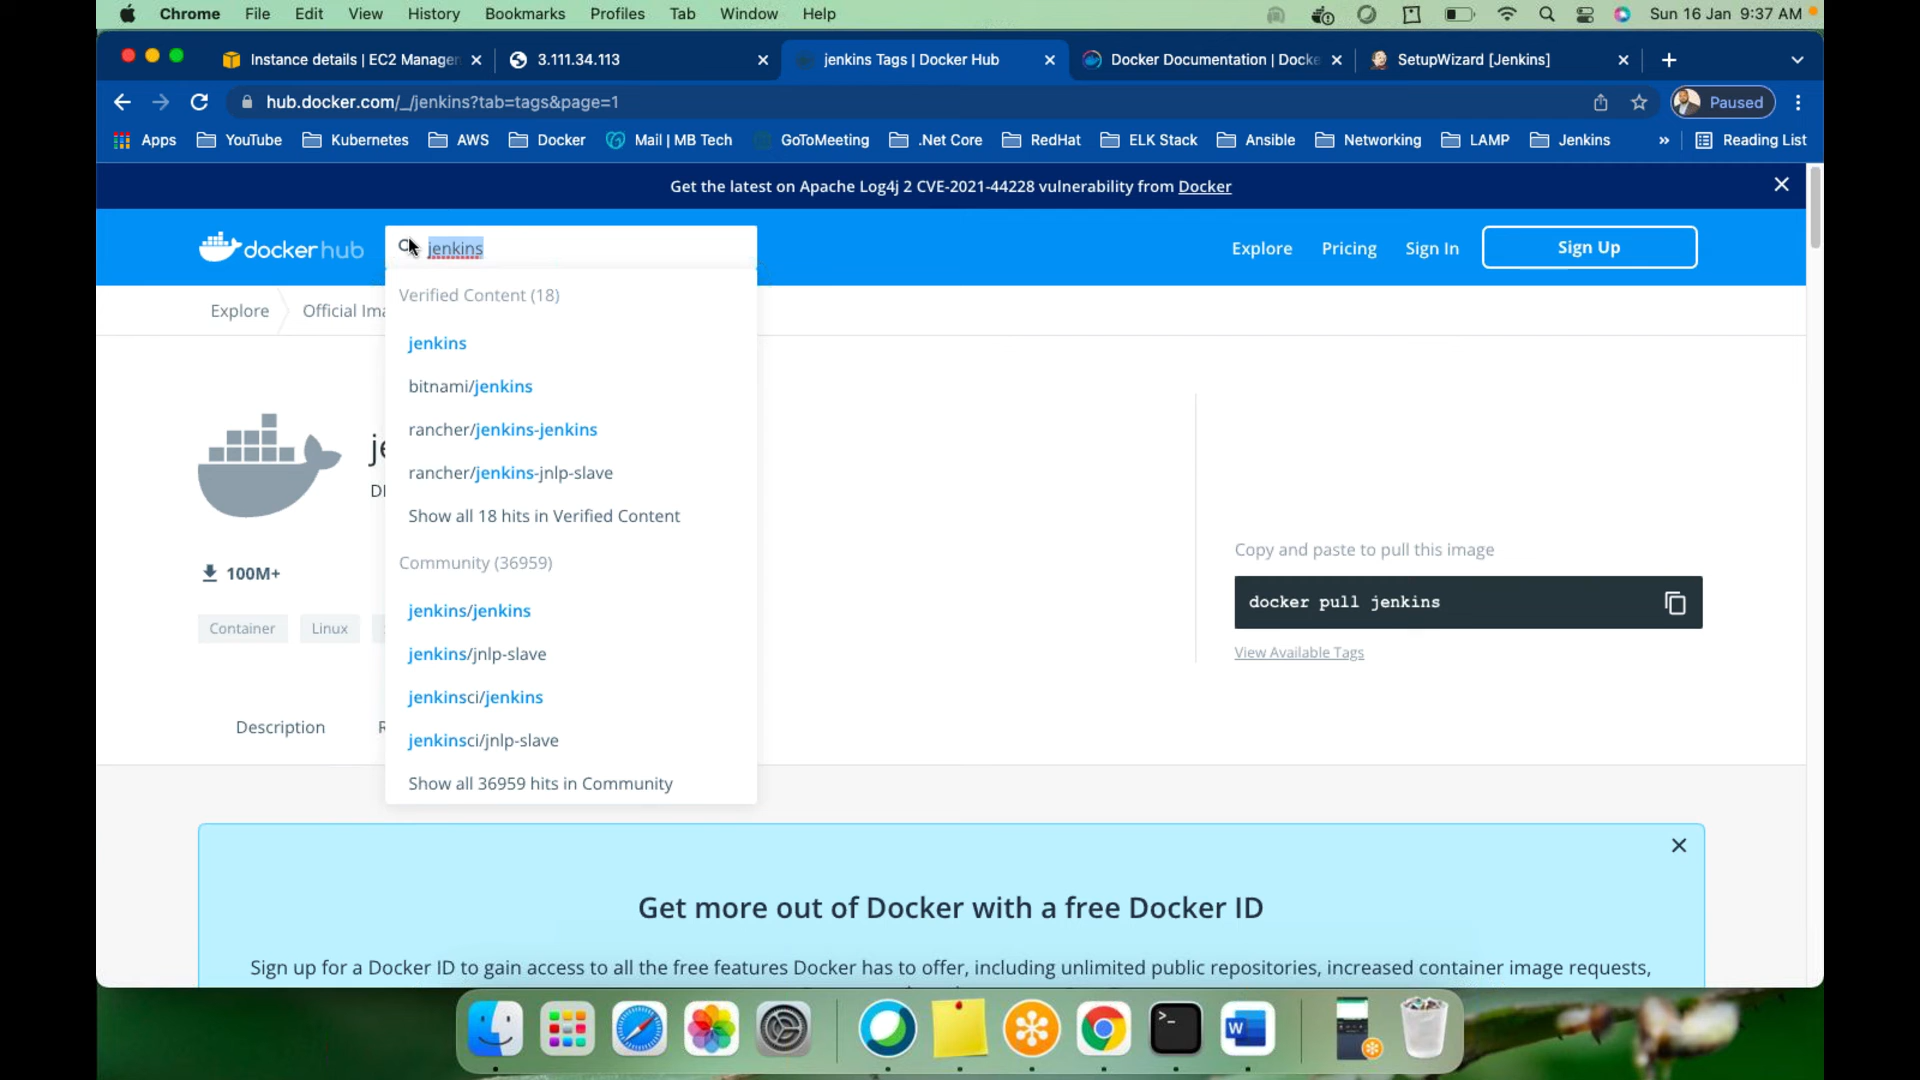 Chrome File Edit View History Bookmarks Profiles Tab Window Help Sun 16 Jan 9:37 AM
Instance details | EC2 Manager 3.111.34.113 jenkins Tags | Docker Hub Docker Documentation | Docke SetupWizard [Jenkins]
hub.docker.com/_/jenkins?tab=tags&page=1 Paused
Apps YouTube Kubernetes AWS Docker Mail | MB Tech GoToMeeting .Net Core RedHat ELK Stack Ansible Networking LAMP Jenkins » Reading List
Get the latest on Apache Log4j 2 CVE-2021-44228 vulnerability from Docker
dockerhub jenkins Explore Pricing Sign In Sign Up
Explore Official Ima
Verified Content (18)
jenkins
bitnami/jenkins
rancher/jenkins-jenkins
rancher/jenkins-jnlp-slave
Show all 18 hits in Verified Content
Community (36959)
jenkins/jenkins
jenkins/jnlp-slave
jenkinsci/jenkins
jenkinsci/jnlp-slave
Show all 36959 hits in Community
je
100M+
Container Linux
Description R
Copy and paste to pull this image
docker pull jenkins
View Available Tags
Get more out of Docker with a free Docker ID
Sign up for a Docker ID to gain access to all the free features Docker has to offer, including unlimited public repositories, increased container image requests,